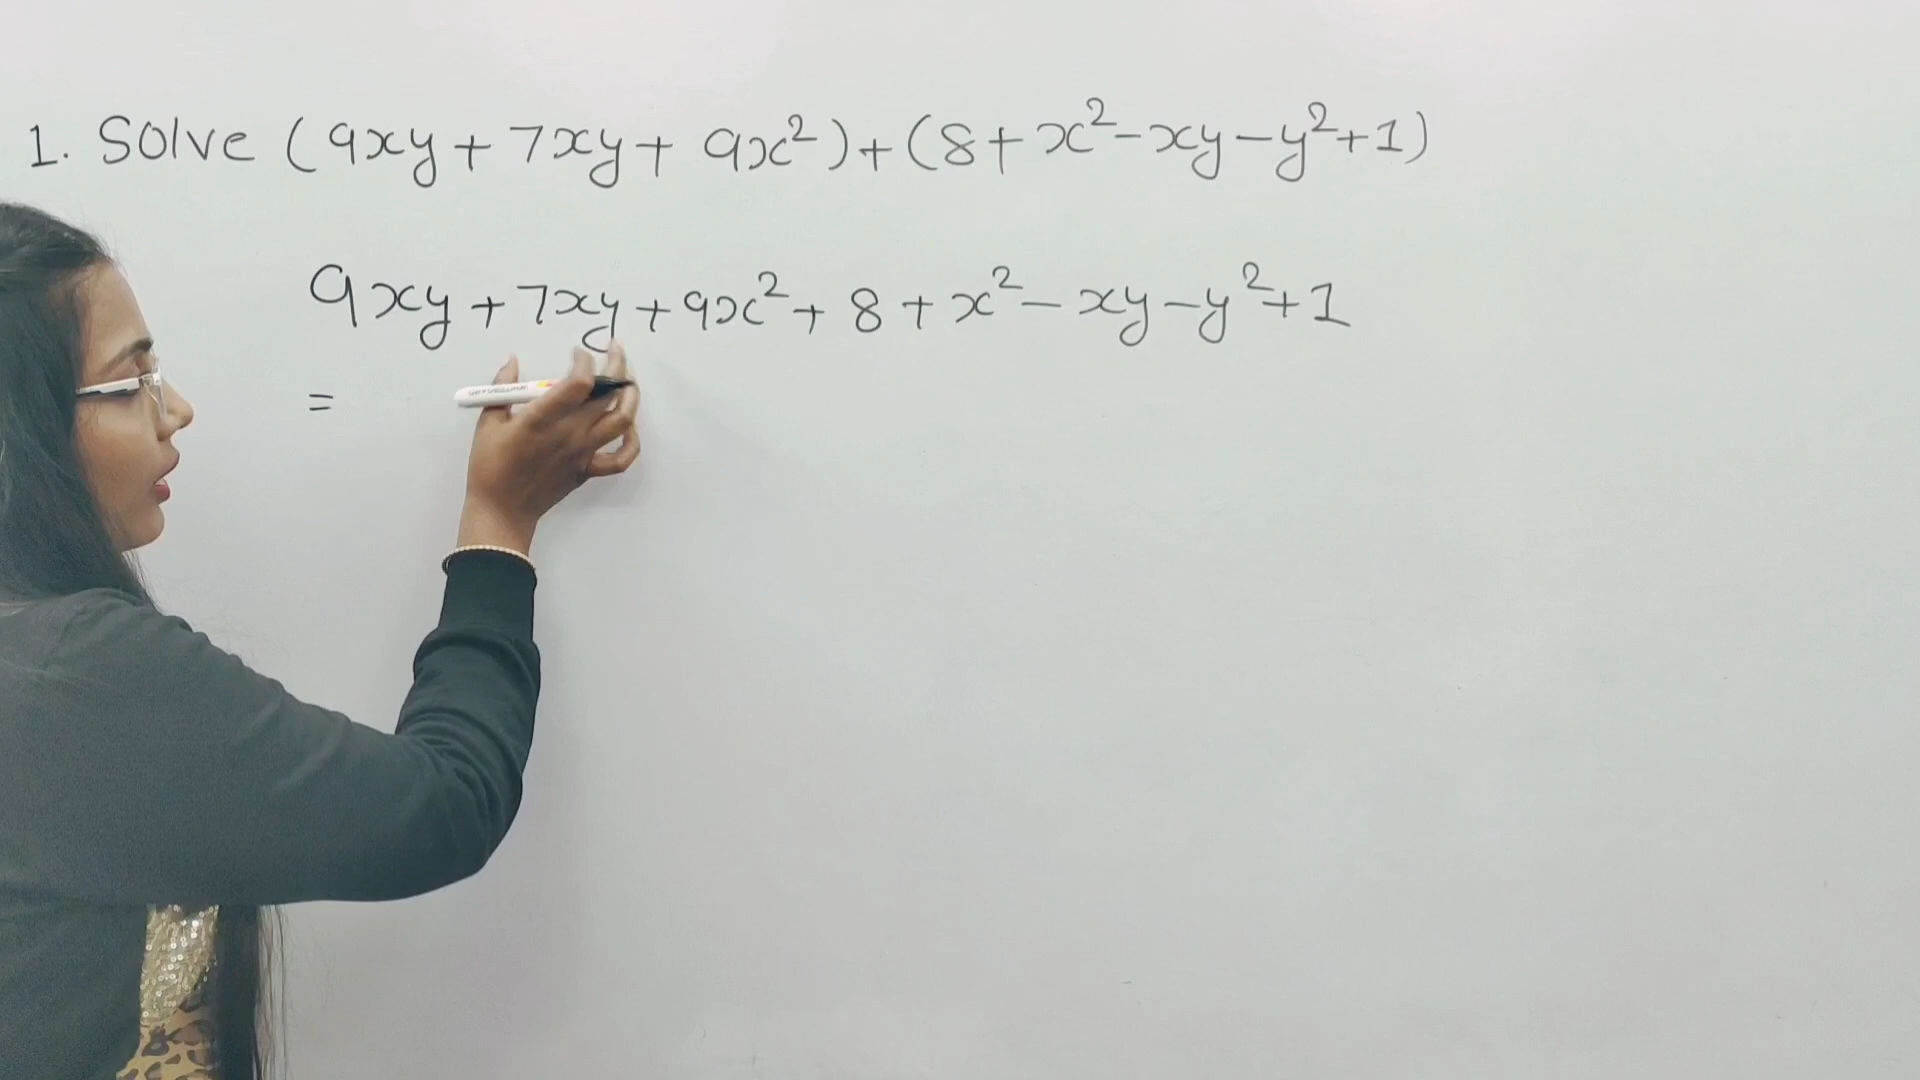 1. Solve (9xy + 7xy + 9x² ) + (8 + x² - xy - y² + 1)
9xy + 7xy + 9x² + 8 + x² - xy - y² + 1
=